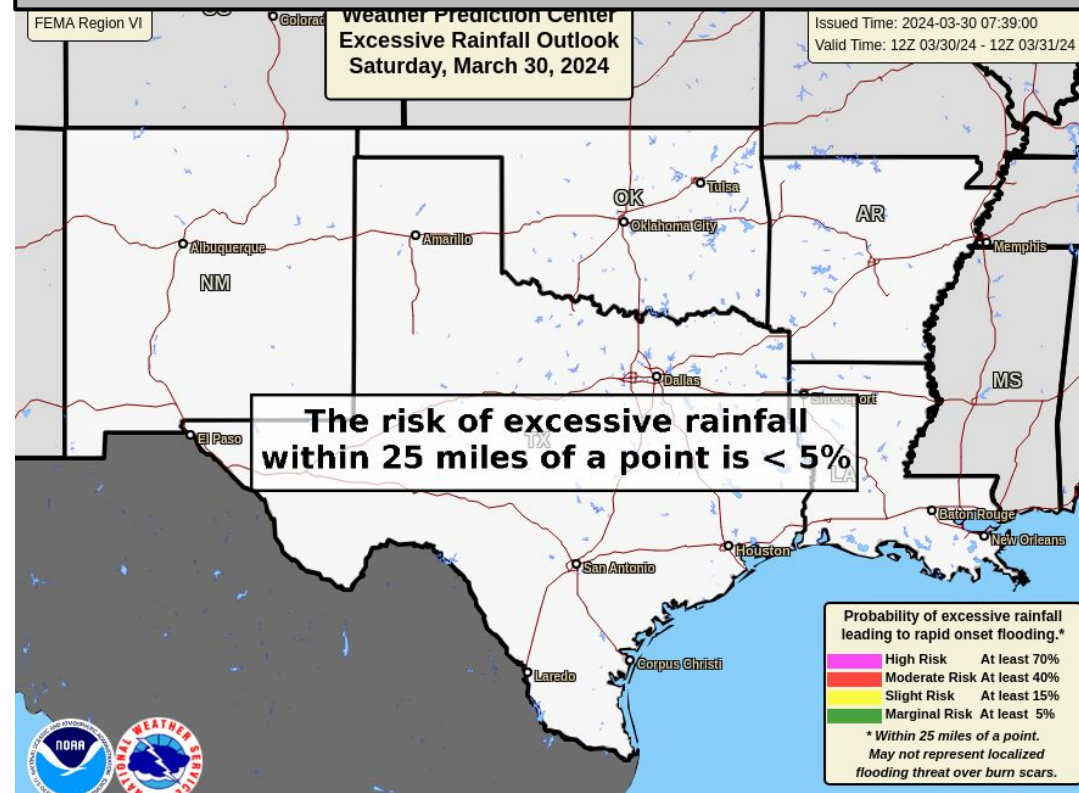 FEMA Region VI
Weather Prediction Center
Excessive Rainfall Outlook
Saturday, March 30, 2024
Issued Time: 2024-03-30 07:39:00
Valid Time: 12Z 03/30/24 - 12Z 03/31/24
Colorad
Tulsa
OK
Oklahoma City
AR
Amarillo
Albuquerque
Memphis
NM
Dallas
MS
Shreveport
The risk of excessive rainfall
within 25 miles of a point is < 5%
El Paso
TX
LA
Baton Rouge
New Orleans
Houston
San Antonio
Corpus Christi
Laredo
Probability of excessive rainfall
leading to rapid onset flooding.*
High Risk At least 70%
Moderate Risk At least 40%
Slight Risk At least 15%
Marginal Risk At least 5%
* Within 25 miles of a point.
May not represent localized
flooding threat over burn scars.
NOAA
NATIONAL WEATHER SERVICE